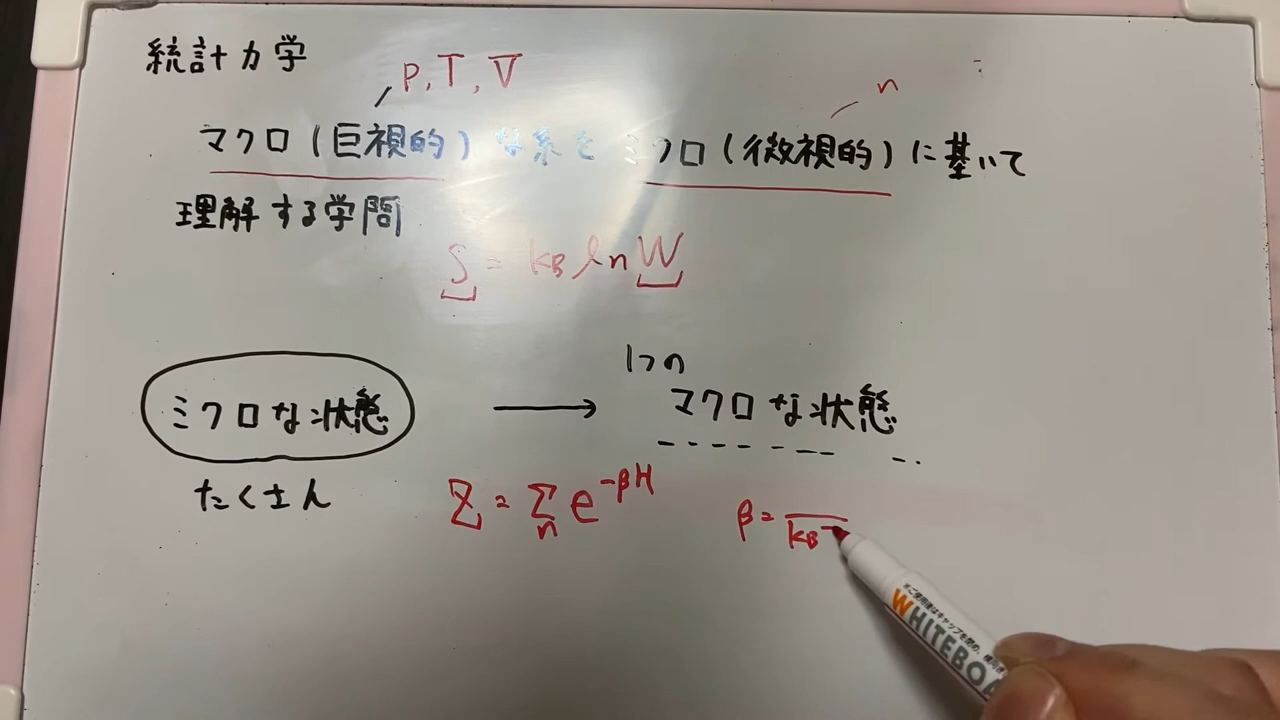 統計力学
P, T, V
n
マクロ(巨視的)な系をミクロ(微視的)に基いて
理解する学問
S = kB ln W
1つの
ミクロな状態 → マクロな状態
たくさん
Z = Σn e^-βH
β = kB
WHITEBOA